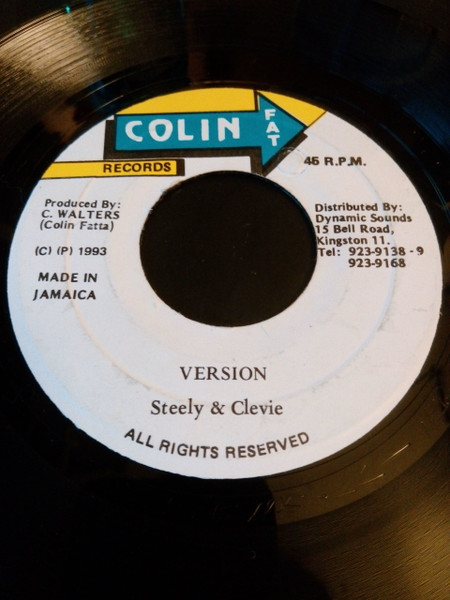 COLIN FAT
RECORDS
45 R.P.M.
Produced By:
C. WALTERS
(Colin Fatta)
(C) (P) 1993
MADE IN
JAMAICA
Distributed By:
Dynamic Sounds
15 Bell Road,
Kingston 11.
Tel: 923-9138 - 9
923-9168
VERSION
Steely & Clevie
ALL RIGHTS RESERVED